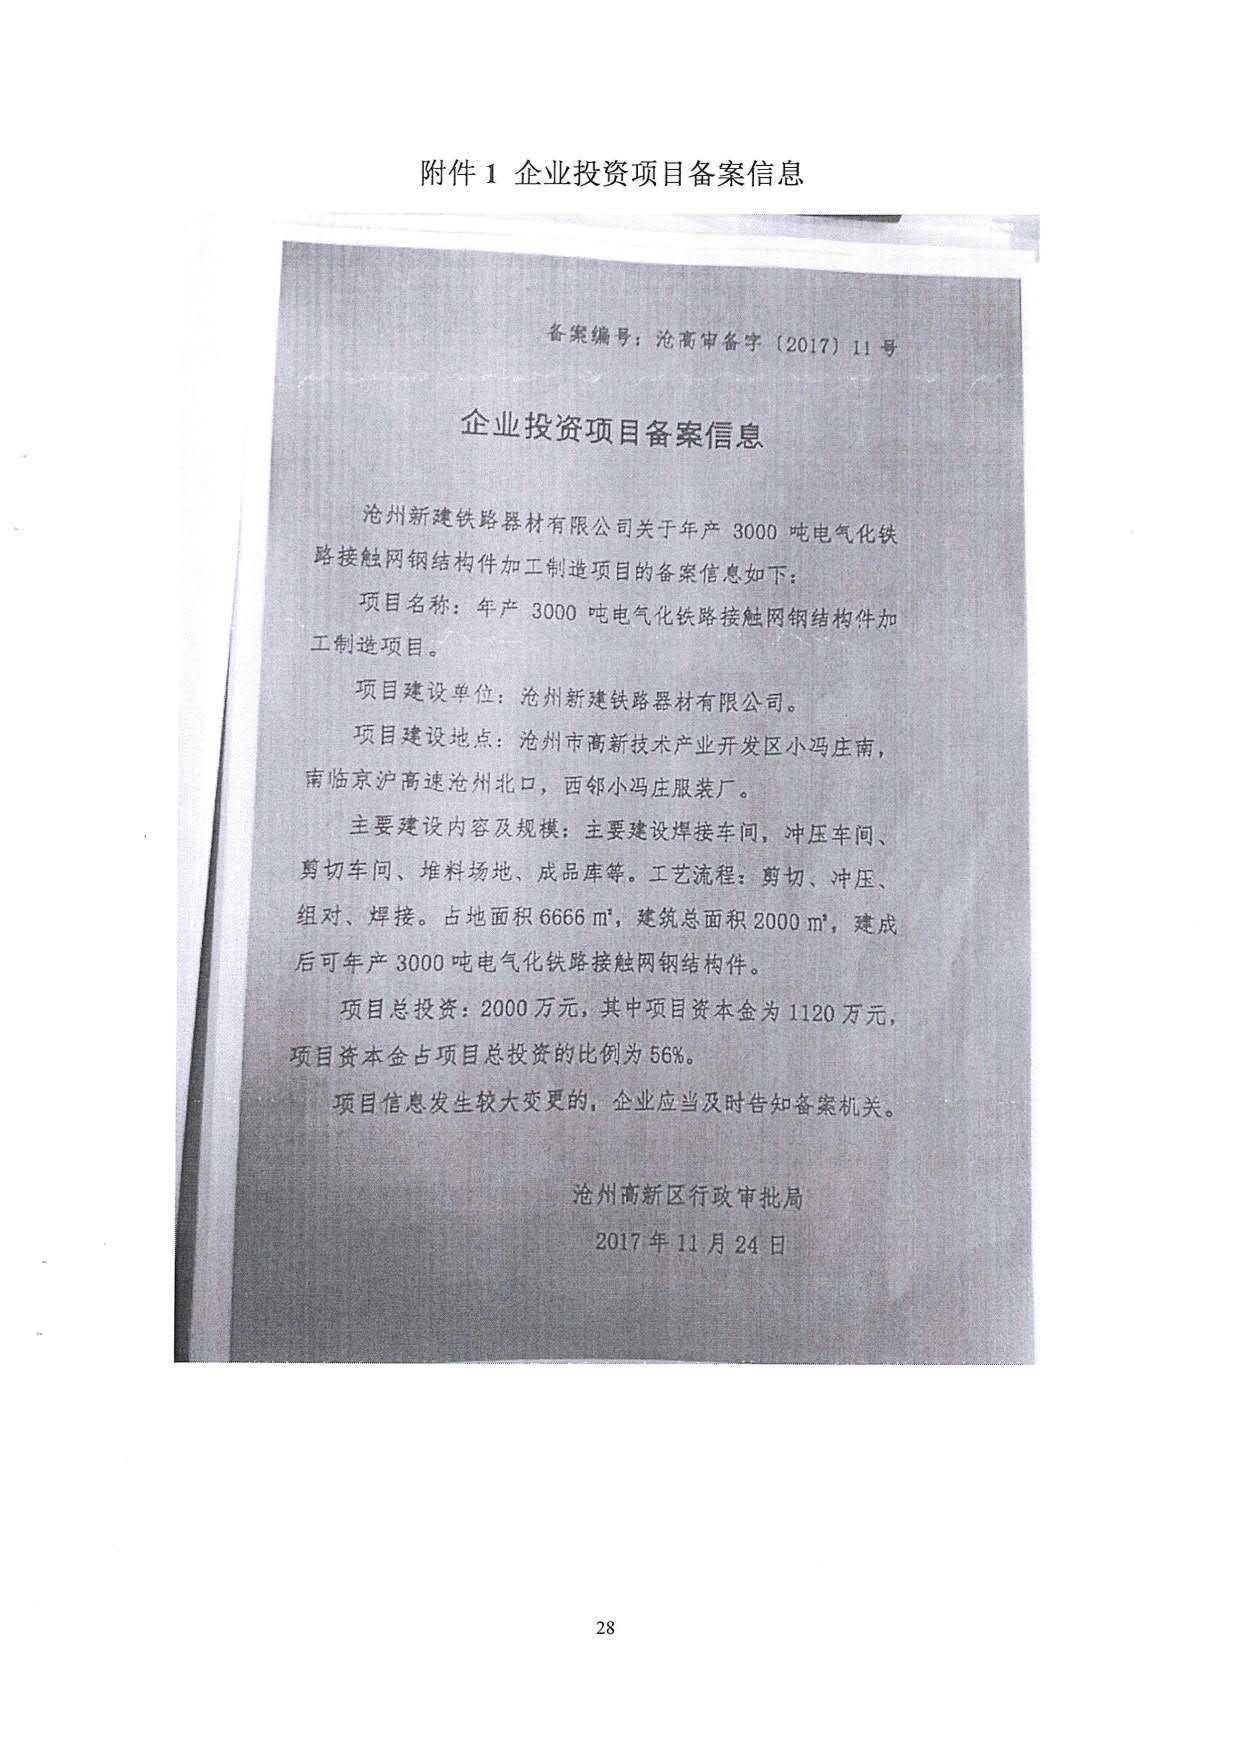 附件 1 企业投资项目备案信息
备案编号：沧高审备字〔2017〕11 号
企业投资项目备案信息
沧州新建铁路器材有限公司关于年产 3000 吨电气化铁
路接触网钢结构件加工制造项目的备案信息如下：
项目名称：年产 3000 吨电气化铁路接触网钢结构件加
工制造项目。
项目建设单位：沧州新建铁路器材有限公司。
项目建设地点：沧州市高新技术产业开发区小冯庄南，
南临京沪高速沧州北口，西邻小冯庄服装厂。
主要建设内容及规模：主要建设焊接车间，冲压车间、
剪切车间、堆料场地、成品库等。工艺流程：剪切、冲压、
组对、焊接。占地面积 6666 ㎡，建筑总面积 2000 ㎡，建成
后可年产 3000 吨电气化铁路接触网钢结构件。
项目总投资：2000 万元，其中项目资本金为 1120 万元，
项目资本金占项目总投资的比例为 56%。
项目信息发生较大变更的，企业应当及时告知备案机关。
沧州高新区行政审批局
2017 年 11 月 24 日
28